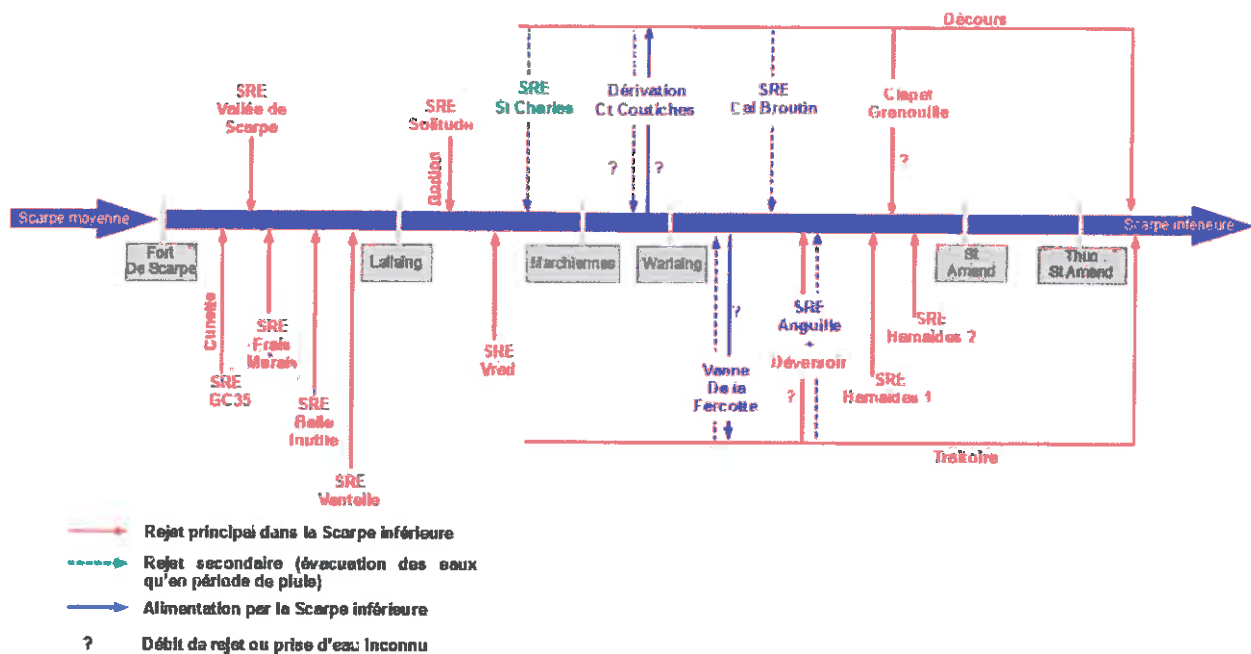 Décours
SRE
Vallée de
Scarpe
SRE
Solitude
Godion
SRE
St Charles
Dérivation
Ct Coutiches
SRE
Cal Broutin
Clapet
Grenouille
?
?
?
Scarpe moyenne
Scarpe inférieure
Fort
De Scarpe
Lallaing
Marchiennes
Warlaing
St
Amand
Thun
St Amand
Cunette
SRE
GC35
SRE
Frais
Marais
SRE
Belle
Inutile
SRE
Vantelle
SRE
Vred
?
Vanne
De la
Fercotte
SRE
Anguille
+
Déversoir
?
SRE
Hamaides 1
SRE
Hamaides 2
Traitoire
Rejet principal dans la Scarpe inférieure
Rejet secondaire (évacuation des eaux
qu'en période de pluie)
Alimentation par la Scarpe inférieure
? Débit de rejet ou prise d'eau inconnu